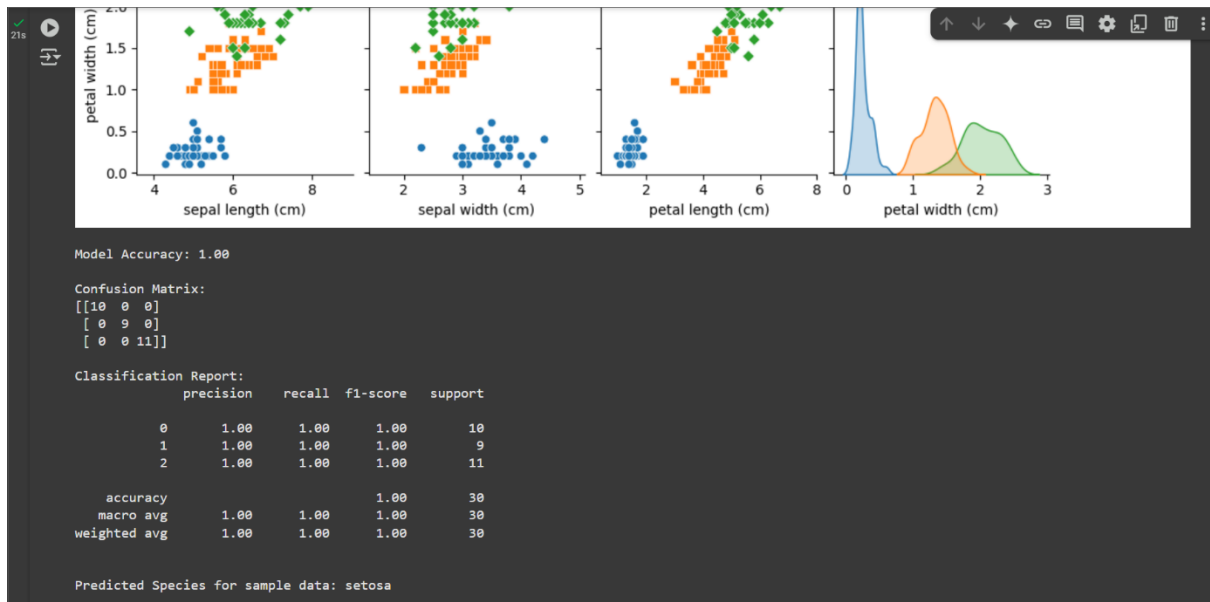 21s
petal width (cm)
2.0
1.5
1.0
0.5
0.0
4 6 8
2 3 4 5
2 4 6 8
0 1 2 3
sepal length (cm)
sepal width (cm)
petal length (cm)
petal width (cm)
Model Accuracy: 1.00
Confusion Matrix:
[[10  0  0]
 [ 0  9  0]
 [ 0  0 11]]
Classification Report:
              precision    recall  f1-score   support
           0       1.00      1.00      1.00        10
           1       1.00      1.00      1.00         9
           2       1.00      1.00      1.00        11
    accuracy                           1.00        30
   macro avg       1.00      1.00      1.00        30
weighted avg       1.00      1.00      1.00        30
Predicted Species for sample data: setosa